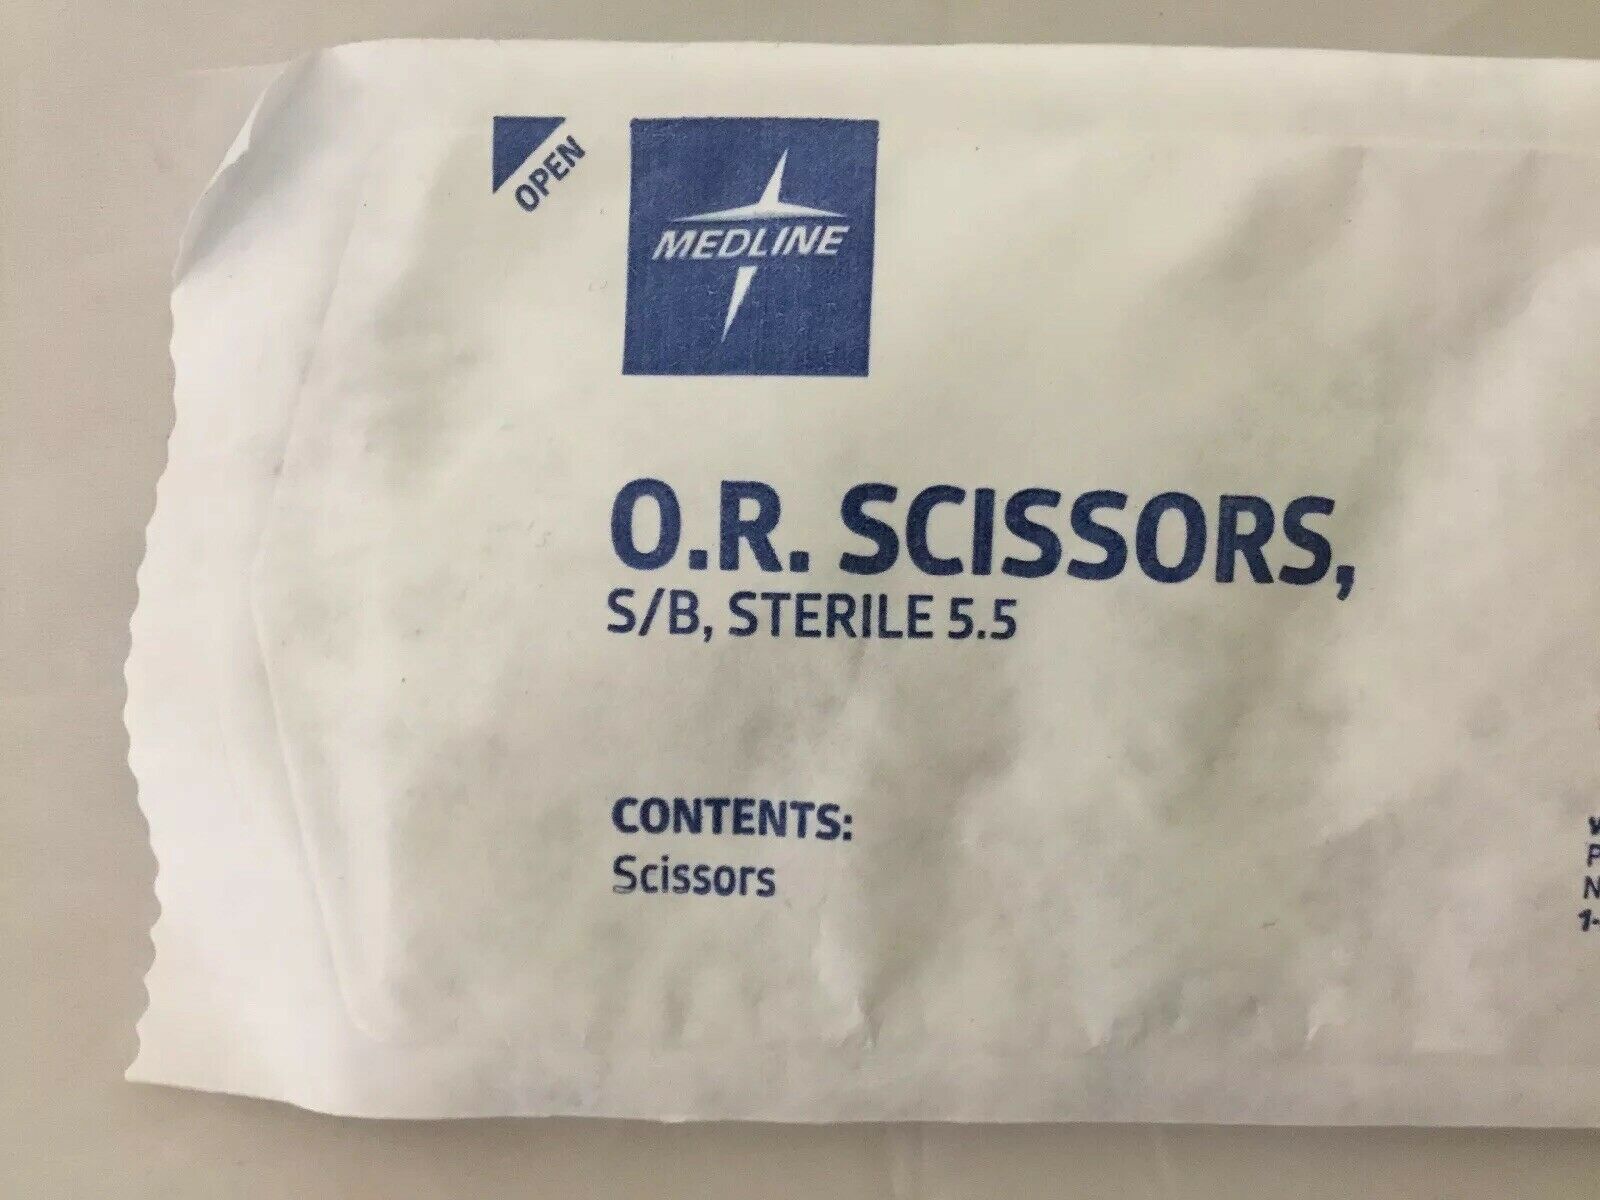 OPEN
MEDLINE
O.R. SCISSORS,
S/B, STERILE 5.5
CONTENTS:
Scissors